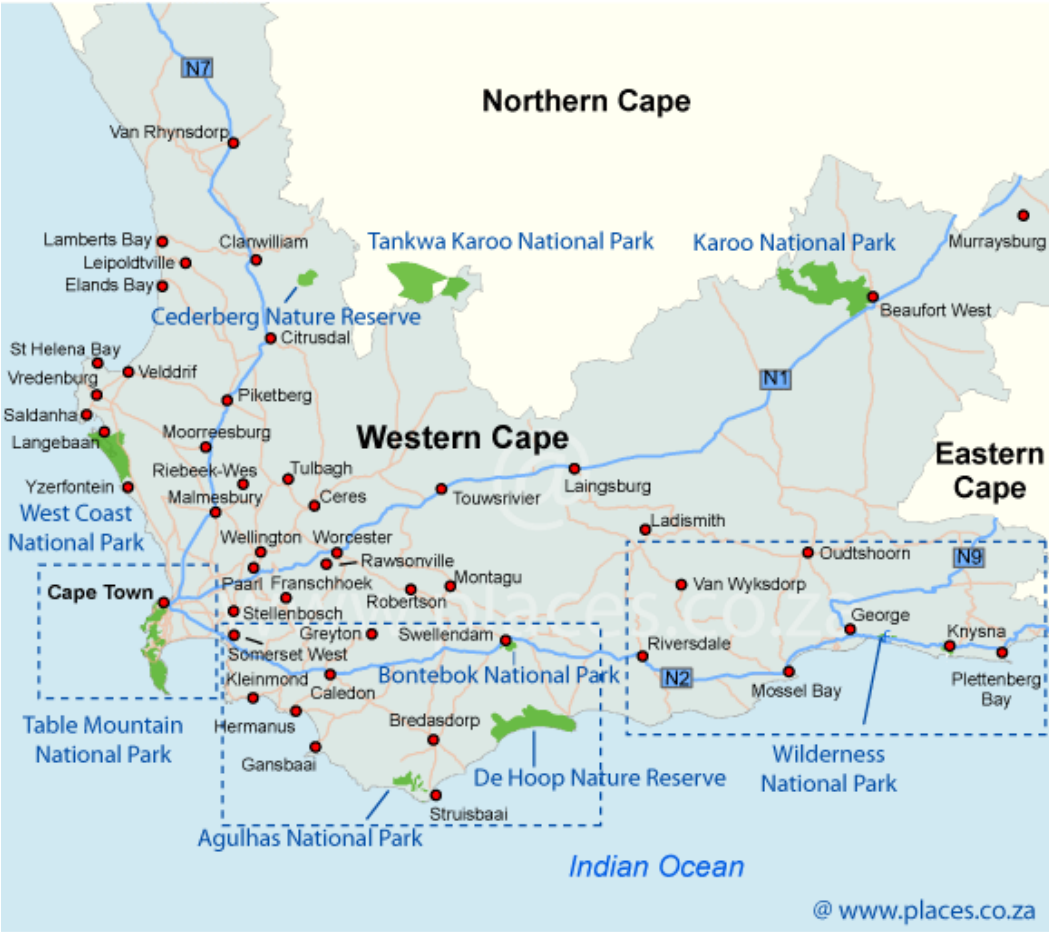 N7
Northern Cape
Van Rhynsdorp
Lamberts Bay
Clanwilliam
Tankwa Karoo National Park
Karoo National Park
Murraysburg
Leipoldtville
Elands Bay
Cederberg Nature Reserve
Beaufort West
Citrusdal
St Helena Bay
Velddrif
Vredenburg
N1
Piketberg
Saldanha
Langebaan
Moorreesburg
Western Cape
Eastern
Cape
Riebeek-Wes
Tulbagh
Yzerfontein
Malmesbury
Ceres
Touwsrivier
Laingsburg
West Coast
National Park
Ladismith
Wellington
Worcester
Rawsonville
Oudtshoorn
N9
Paarl
Franschhoek
Montagu
Van Wyksdorp
Cape Town
Robertson
Stellenbosch
places.co.za
George
Greyton
Swellendam
Riversdale
Knysna
Somerset West
Kleinmond
Caledon
Bontebok National Park
N2
Mossel Bay
Plettenberg
Bay
Table Mountain
National Park
Hermanus
Bredasdorp
Gansbaai
De Hoop Nature Reserve
Wilderness
National Park
Struisbaai
Agulhas National Park
Indian Ocean
@ www.places.co.za